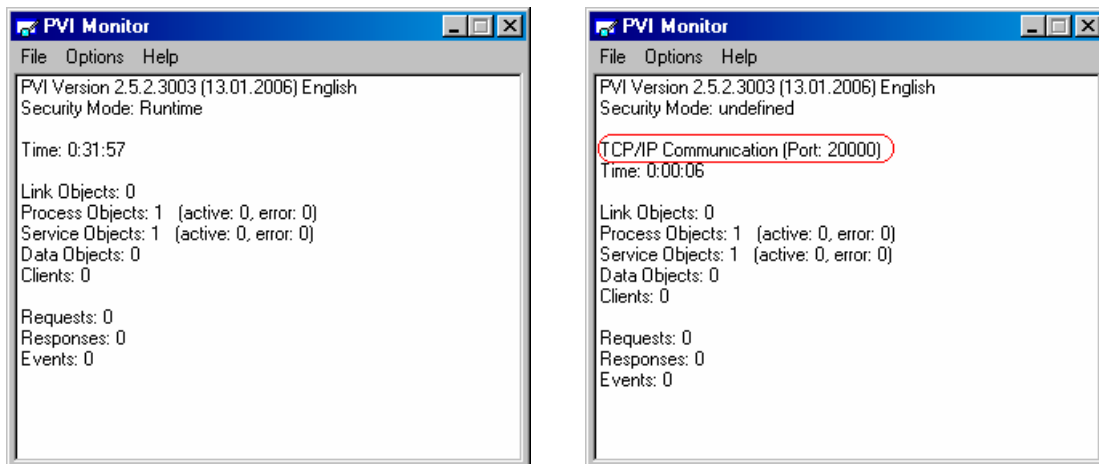 PVI Monitor
File Options Help
PVI Version 2.5.2.3003 (13.01.2006) English
Security Mode: Runtime
Time: 0:31:57
Link Objects: 0
Process Objects: 1 (active: 0, error: 0)
Service Objects: 1 (active: 0, error: 0)
Data Objects: 0
Clients: 0
Requests: 0
Responses: 0
Events: 0
PVI Monitor
File Options Help
PVI Version 2.5.2.3003 (13.01.2006) English
Security Mode: undefined
TCP/IP Communication (Port: 20000)
Time: 0:00:06
Link Objects: 0
Process Objects: 1 (active: 0, error: 0)
Service Objects: 1 (active: 0, error: 0)
Data Objects: 0
Clients: 0
Requests: 0
Responses: 0
Events: 0